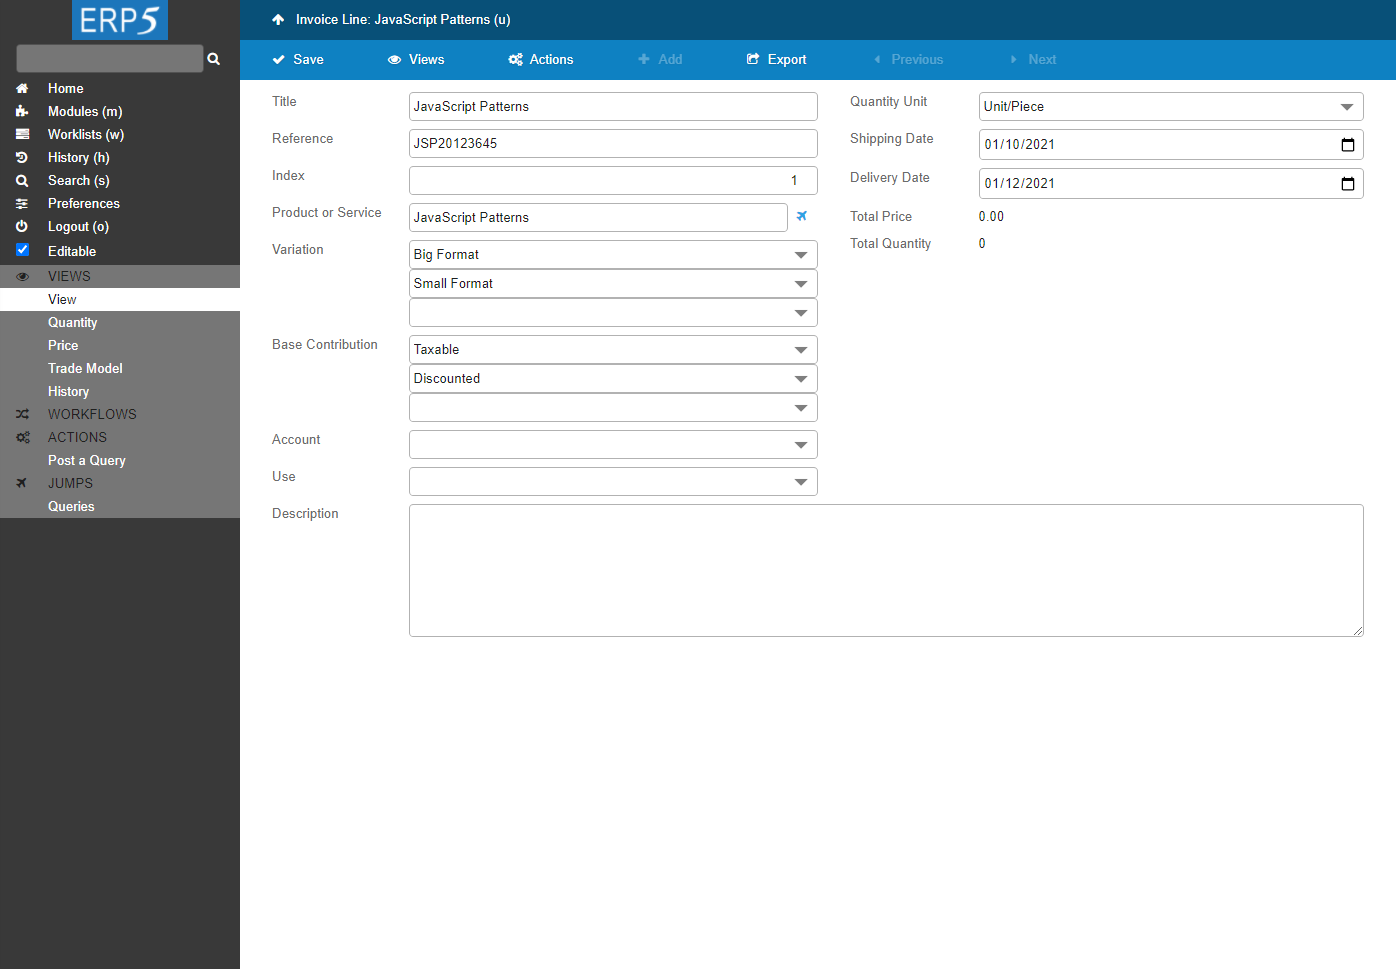 ERP5
Invoice Line: JavaScript Patterns (u)
Save
Views
Actions
Add
Export
Previous
Next
Home
Modules (m)
Worklists (w)
History (h)
Search (s)
Preferences
Logout (o)
Editable
VIEWS
View
Quantity
Price
Trade Model
History
WORKFLOWS
ACTIONS
Post a Query
JUMPS
Queries
Title
JavaScript Patterns
Reference
JSP20123645
Index
1
Product or Service
JavaScript Patterns
Variation
Big Format
Small Format
Base Contribution
Taxable
Discounted
Account
Use
Description
Quantity Unit
Unit/Piece
Shipping Date
01/10/2021
Delivery Date
01/12/2021
Total Price
0.00
Total Quantity
0